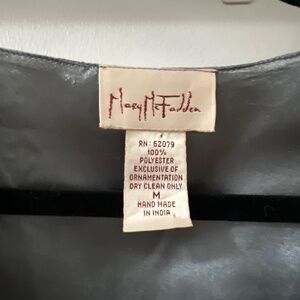 Mary McFadden
RN: 62079
100%
POLYESTER
EXCLUSIVE OF
ORNAMENTATION
DRY CLEAN ONLY
M
HAND MADE
IN INDIA